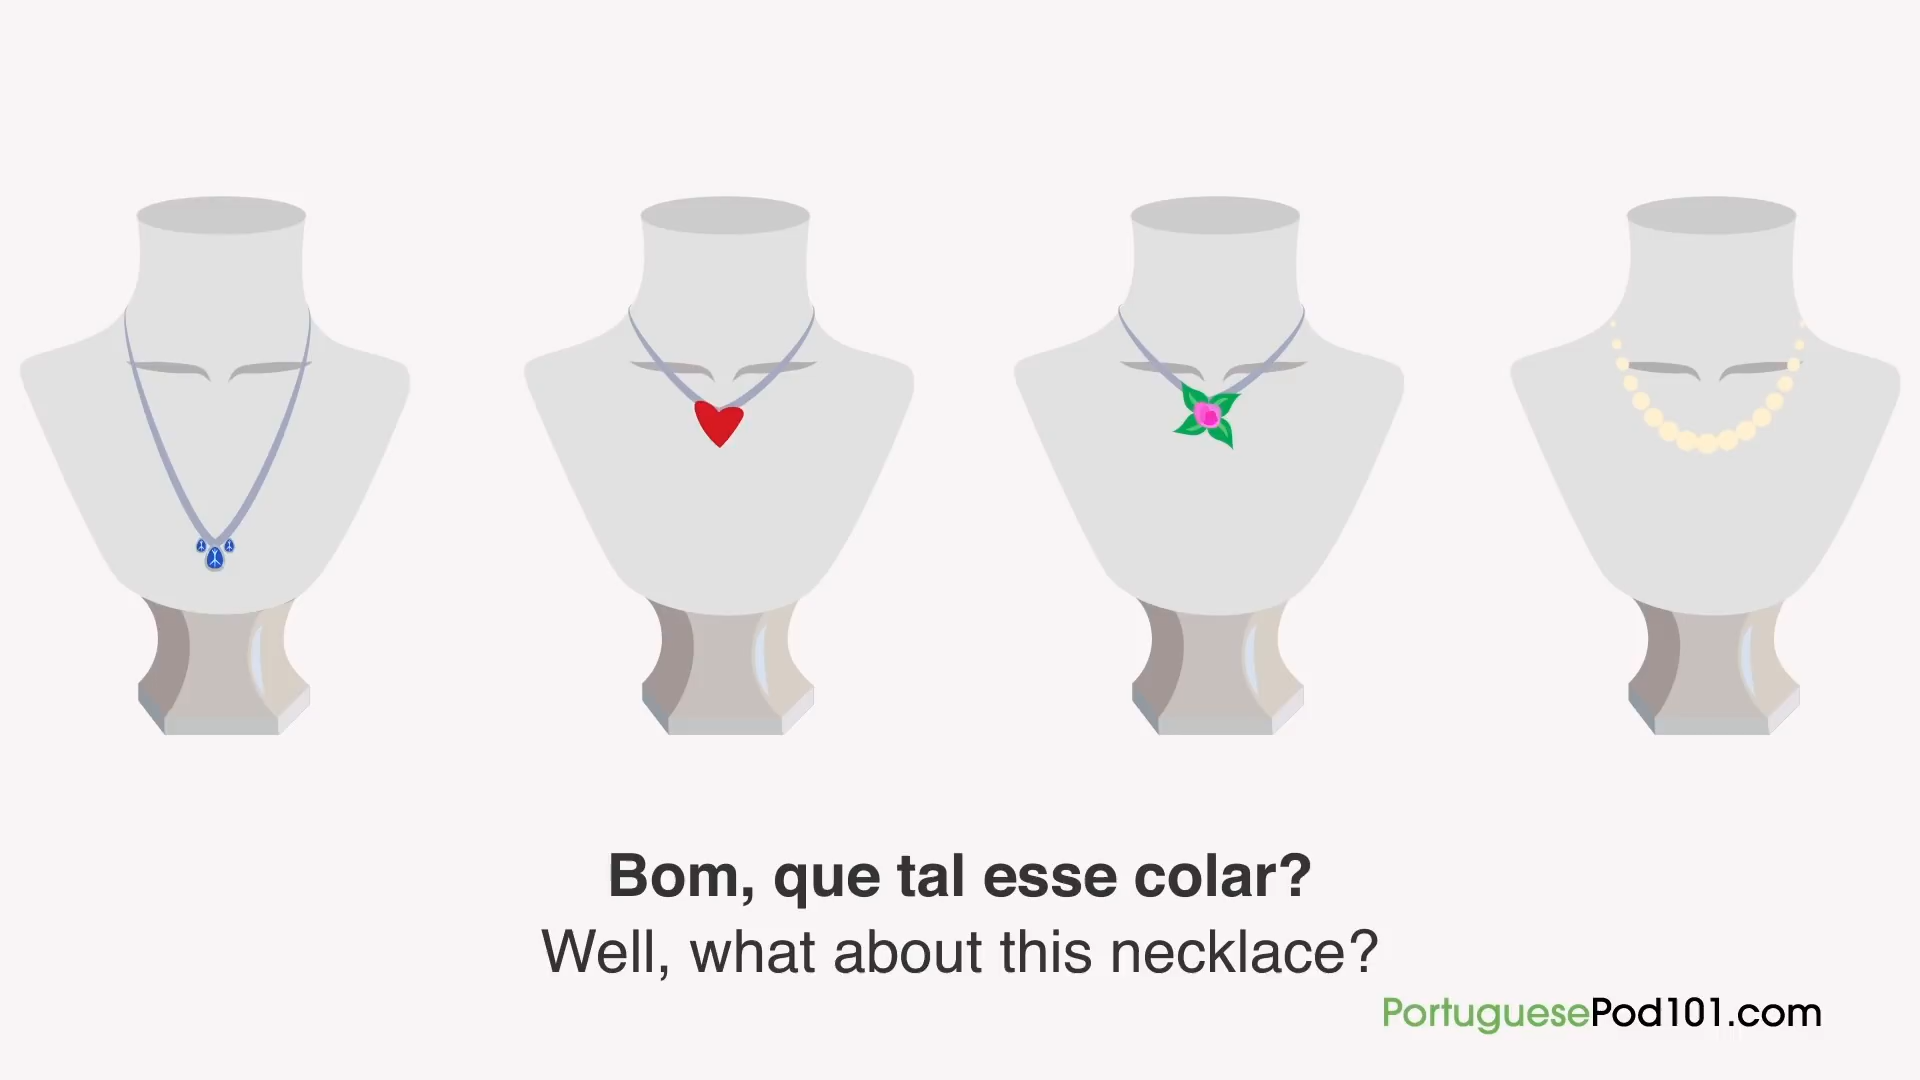 Bom, que tal esse colar?
Well, what about this necklace?
PortuguesePod101.com